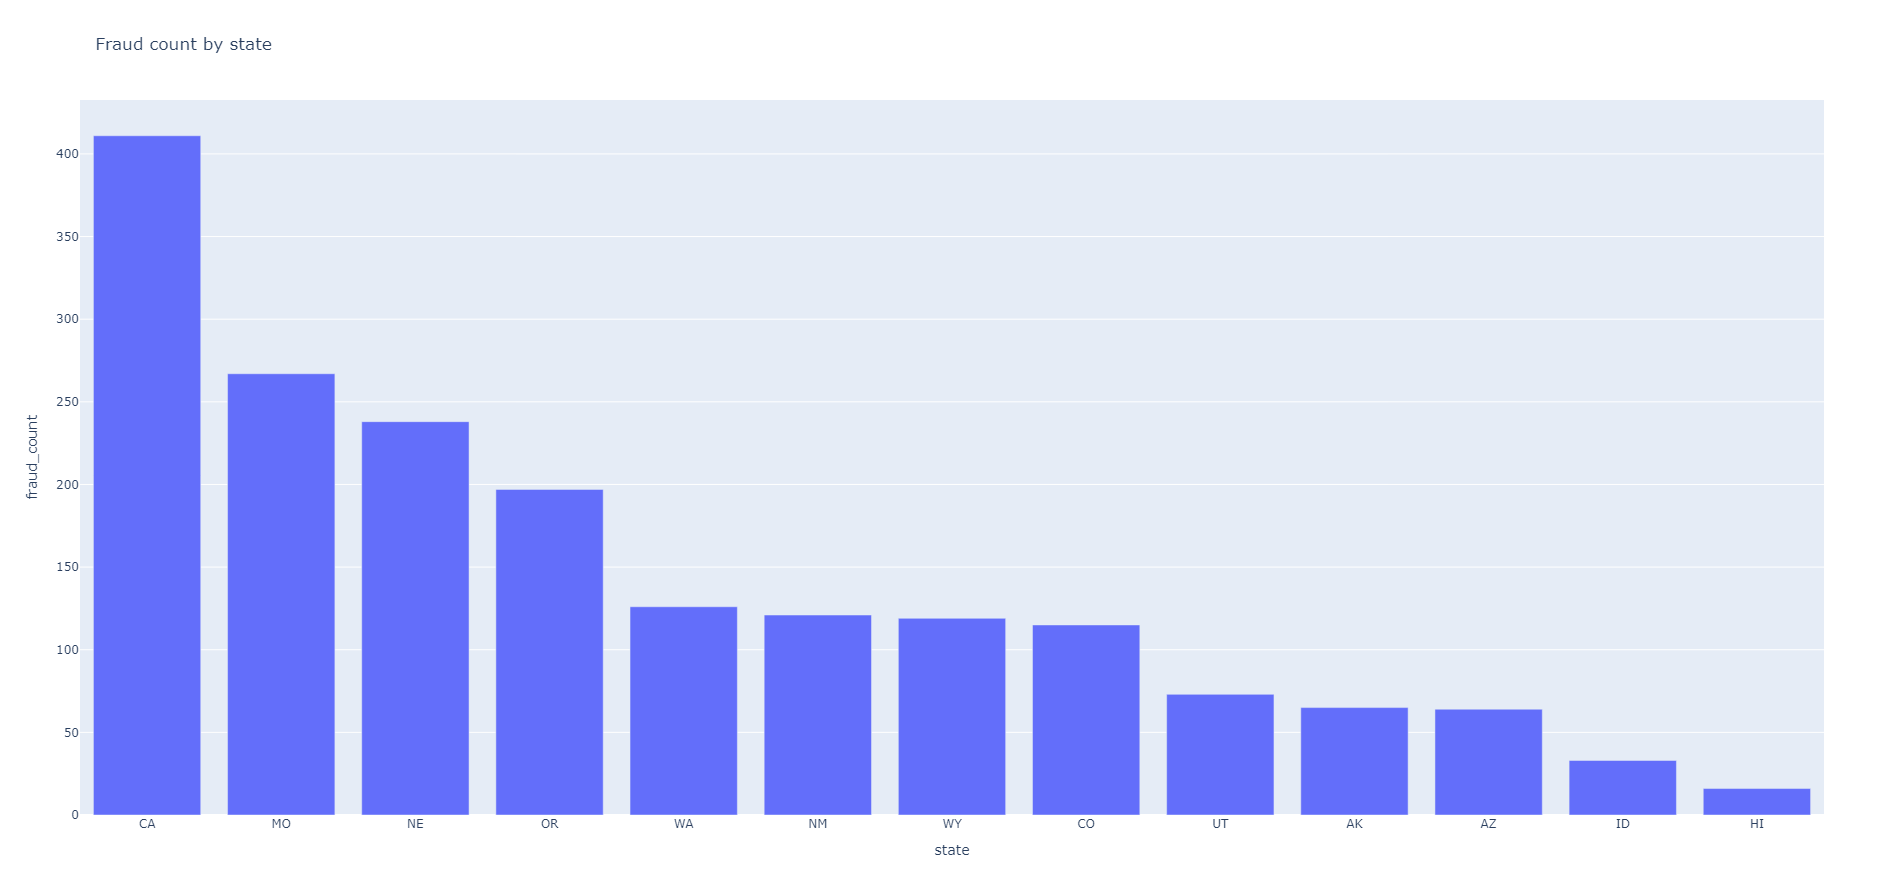 Fraud count by state
fraud_count
400
350
300
250
200
150
100
50
0
CA MO NE OR WA NM WY CO UT AK AZ ID HI
state